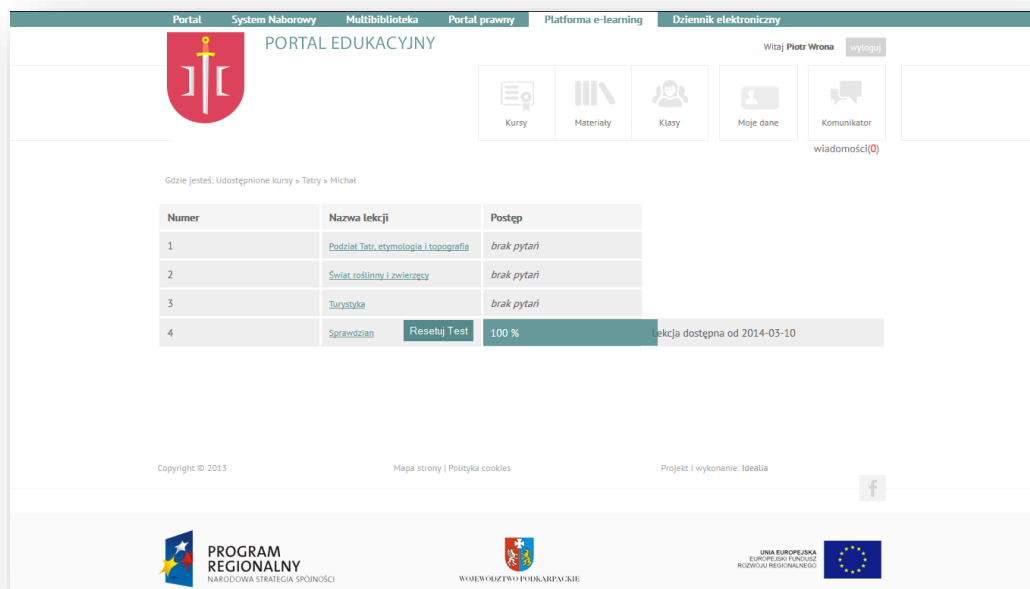 Portal System Naborowy Multibiblioteka Portal prawny Platforma e-learning Dziennik elektroniczny
PORTAL EDUKACYJNY
Witaj Piotr Wrona wyloguj
Kursy Materiały Klasy Moje dane Komunikator
wiadomości(0)
Gdzie jesteś: Udostępnione kursy » Tatry » Michał
Numer Nazwa lekcji Postęp
1 Podział Tatr, etymologia i topografia brak pytań
2 Świat roślinny i zwierzęcy brak pytań
3 Turystyka brak pytań
4 Sprawdzian Resetuj Test 100 % Lekcja dostępna od 2014-03-10
Copyright © 2013 Mapa strony | Polityka cookies Projekt i wykonanie: Idealia
f
PROGRAM
REGIONALNY
NARODOWA STRATEGIA SPÓJNOŚCI
WOJEWÓDZTWO PODKARPACKIE
UNIA EUROPEJSKA
EUROPEJSKI FUNDUSZ
ROZWOJU REGIONALNEGO